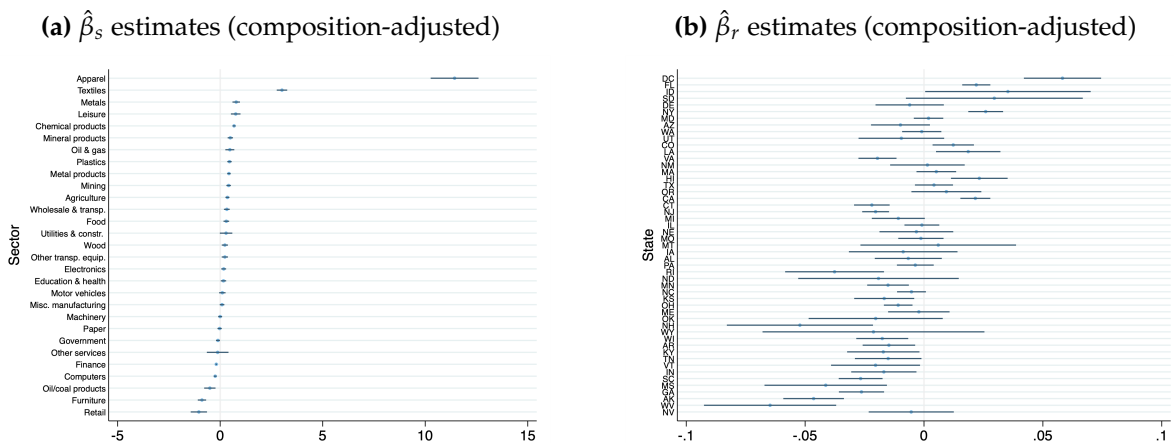 (a) β̂s estimates (composition-adjusted)
Sector
Apparel
Textiles
Metals
Leisure
Chemical products
Mineral products
Oil & gas
Plastics
Metal products
Mining
Agriculture
Wholesale & transp.
Food
Utilities & constr.
Wood
Other transp. equip.
Electronics
Education & health
Motor vehicles
Misc. manufacturing
Machinery
Paper
Government
Other services
Finance
Computers
Oil/coal products
Furniture
Retail
-5 0 5 10 15
(b) β̂r estimates (composition-adjusted)
State
DC
FL
ID
SD
DE
NY
MD
AZ
WA
UT
CO
LA
VA
NM
MA
HI
TX
OR
CA
CT
NJ
MI
IL
NE
MO
MT
IA
AL
PA
RI
ND
MN
NC
KS
OH
ME
OK
NH
WY
WI
AR
KY
TN
VT
IN
SC
MS
GA
AK
WV
NV
-.1 -.05 0 .05 .1